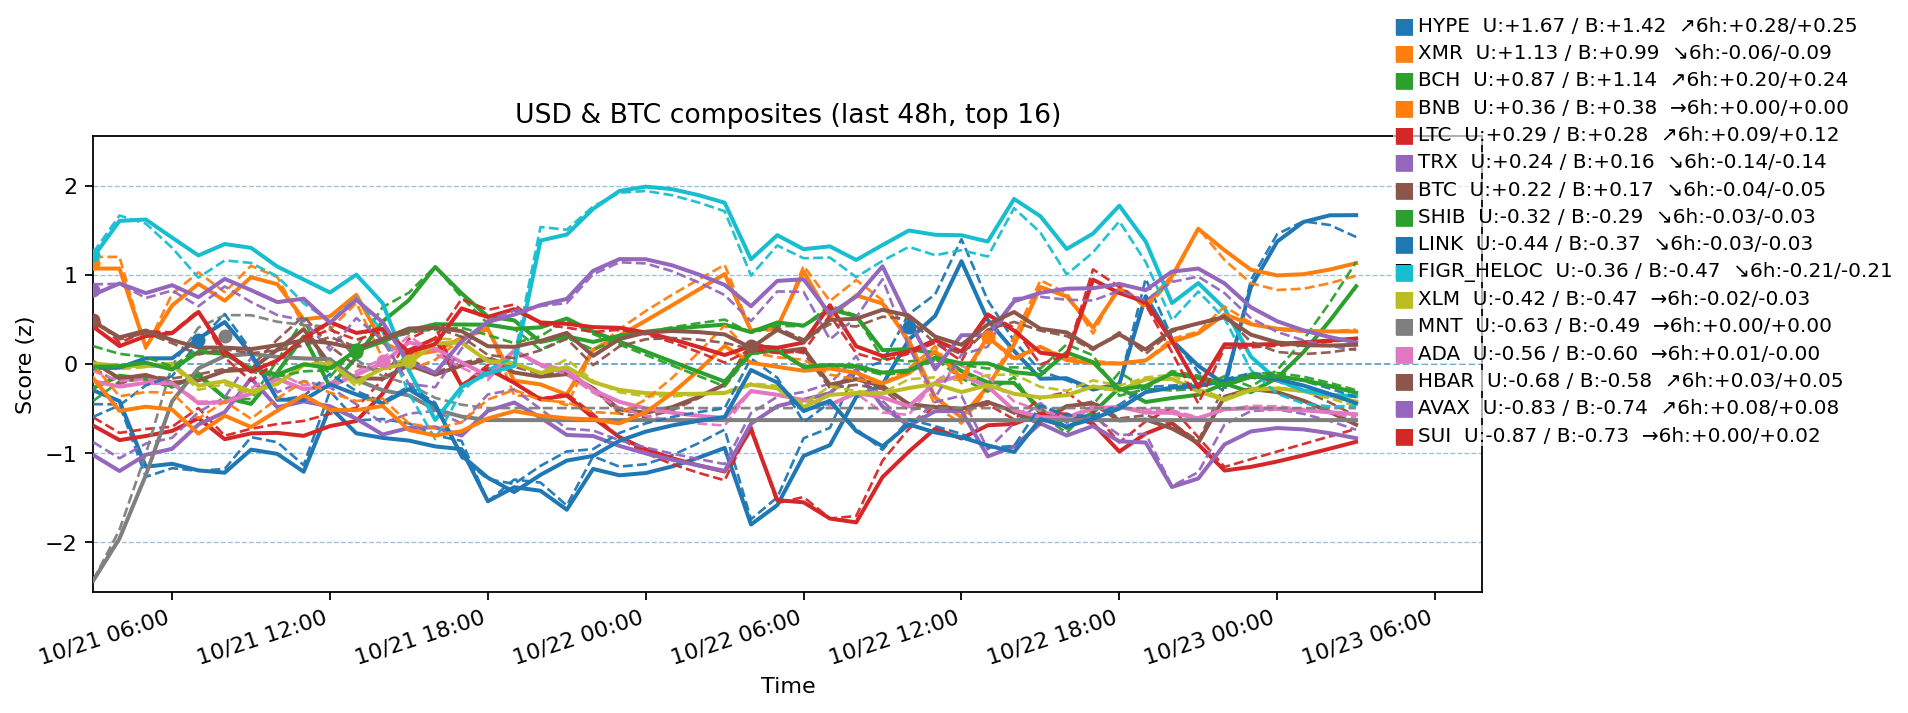 HYPE U:+1.67 / B:+1.42 ↗6h:+0.28/+0.25
XMR U:+1.13 / B:+0.99 ↘6h:-0.06/-0.09
BCH U:+0.87 / B:+1.14 ↗6h:+0.20/+0.24
BNB U:+0.36 / B:+0.38 →6h:+0.00/+0.00
LTC U:+0.29 / B:+0.28 ↗6h:+0.09/+0.12
TRX U:+0.24 / B:+0.16 ↘6h:-0.14/-0.14
BTC U:+0.22 / B:+0.17 ↘6h:-0.04/-0.05
SHIB U:-0.32 / B:-0.29 ↘6h:-0.03/-0.03
LINK U:-0.44 / B:-0.37 ↘6h:-0.03/-0.03
FIGR_HELOC U:-0.36 / B:-0.47 ↘6h:-0.21/-0.21
XLM U:-0.42 / B:-0.47 →6h:-0.02/-0.03
MNT U:-0.63 / B:-0.49 →6h:+0.00/+0.00
ADA U:-0.56 / B:-0.60 →6h:+0.01/-0.00
HBAR U:-0.68 / B:-0.58 ↗6h:+0.03/+0.05
AVAX U:-0.83 / B:-0.74 ↗6h:+0.08/+0.08
SUI U:-0.87 / B:-0.73 →6h:+0.00/+0.02
USD & BTC composites (last 48h, top 16)
Score (z)
2
1
0
−1
−2
10/21 06:00
10/21 12:00
10/21 18:00
10/22 00:00
10/22 06:00
10/22 12:00
10/22 18:00
10/23 00:00
10/23 06:00
Time